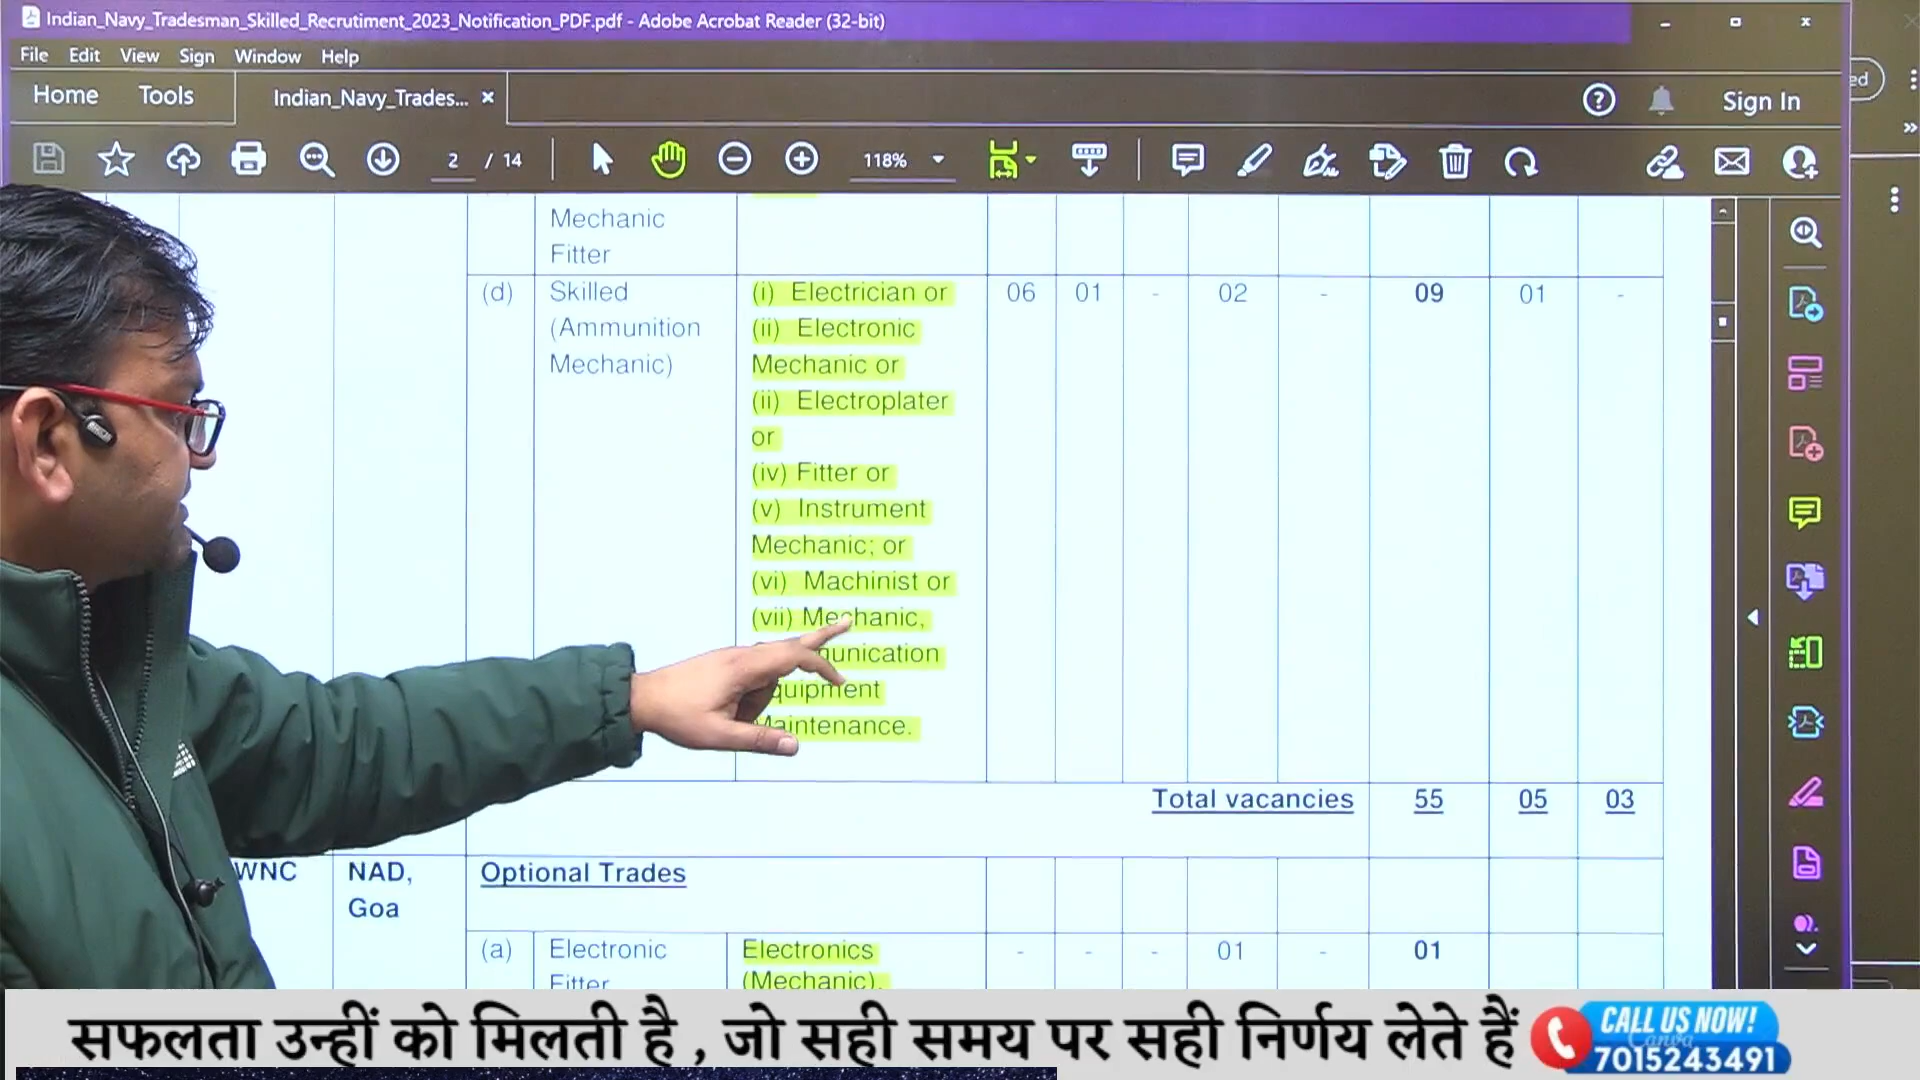 Indian_Navy_Tradesman_Skilled_Recrutiment_2023_Notification_PDF.pdf - Adobe Acrobat Reader (32-bit)
File Edit View Sign Window Help
Home Tools Indian_Navy_Trades... × Sign In
2 / 14 118%
Mechanic
Fitter
(d) Skilled (i) Electrician or 06 01 - 02 - 09 01 -
(Ammunition (ii) Electronic
Mechanic) Mechanic or
(ii) Electroplater
or
(iv) Fitter or
(v) Instrument
Mechanic; or
(vi) Machinist or
(vii) Mechanic,
unication
quipment
Maintenance.
Total vacancies 55 05 03
WNC NAD, Optional Trades
Goa
(a) Electronic Electronics - - - 01 - 01
Fitter (Mechanic).
सफलता उन्हीं को मिलती है , जो सही समय पर सही निर्णय लेते हैं
CALL US NOW!
Canva
7015243491